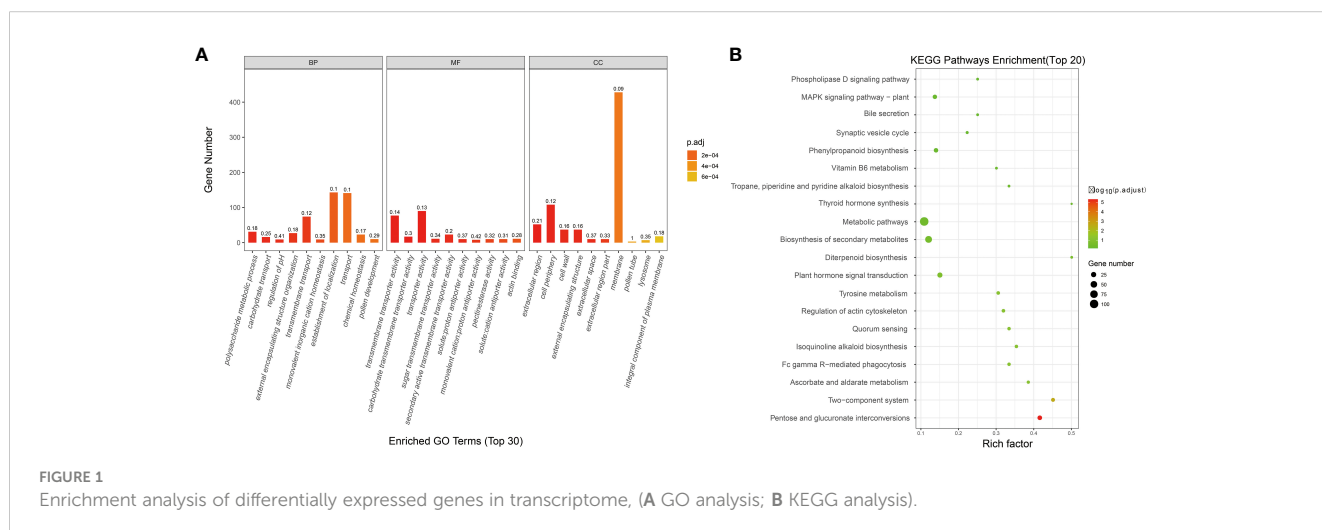 A
BP
MF
CC
Gene Number
400
300
200
100
0
0.18
0.25
0.41
0.18
0.12
0.35
0.1
0.1
0.17
0.29
0.14
0.3
0.13
0.34
0.2
0.37
0.42
0.32
0.31
0.28
0.21
0.12
0.16
0.16
0.37
0.33
0.09
1
0.35
0.18
polysaccharide metabolic process
carbohydrate transport
regulation of pH
external encapsulating structure organization
transmembrane transport
monovalent inorganic cation homeostasis
establishment of localization
transport
chemical homeostasis
pollen development
transmembrane transporter activity
carbohydrate transmembrane transporter activity
transporter activity
sugar transmembrane transporter activity
secondary active transmembrane transporter activity
solute:proton antiporter activity
monovalent cation:proton antiporter activity
pectinesterase activity
solute:cation antiporter activity
actin binding
extracellular region
cell periphery
cell wall
external encapsulating structure
extracellular space
extracellular region part
membrane
pollen tube
lysosome
integral component of plasma membrane
Enriched GO Terms (Top 30)
p.adj
2e−04
4e−04
6e−04
B
KEGG Pathways Enrichment(Top 20)
Phospholipase D signaling pathway
MAPK signaling pathway − plant
Bile secretion
Synaptic vesicle cycle
Phenylpropanoid biosynthesis
Vitamin B6 metabolism
Tropane, piperidine and pyridine alkaloid biosynthesis
Thyroid hormone synthesis
Metabolic pathways
Biosynthesis of secondary metabolites
Diterpenoid biosynthesis
Plant hormone signal transduction
Tyrosine metabolism
Regulation of actin cytoskeleton
Quorum sensing
Isoquinoline alkaloid biosynthesis
Fc gamma R−mediated phagocytosis
Ascorbate and aldarate metabolism
Two−component system
Pentose and glucuronate interconversions
0.1
0.2
0.3
0.4
0.5
Rich factor
log10(p.adjust)
5
4
3
2
1
Gene number
25
50
75
100
FIGURE 1
Enrichment analysis of differentially expressed genes in transcriptome, (A GO analysis; B KEGG analysis).